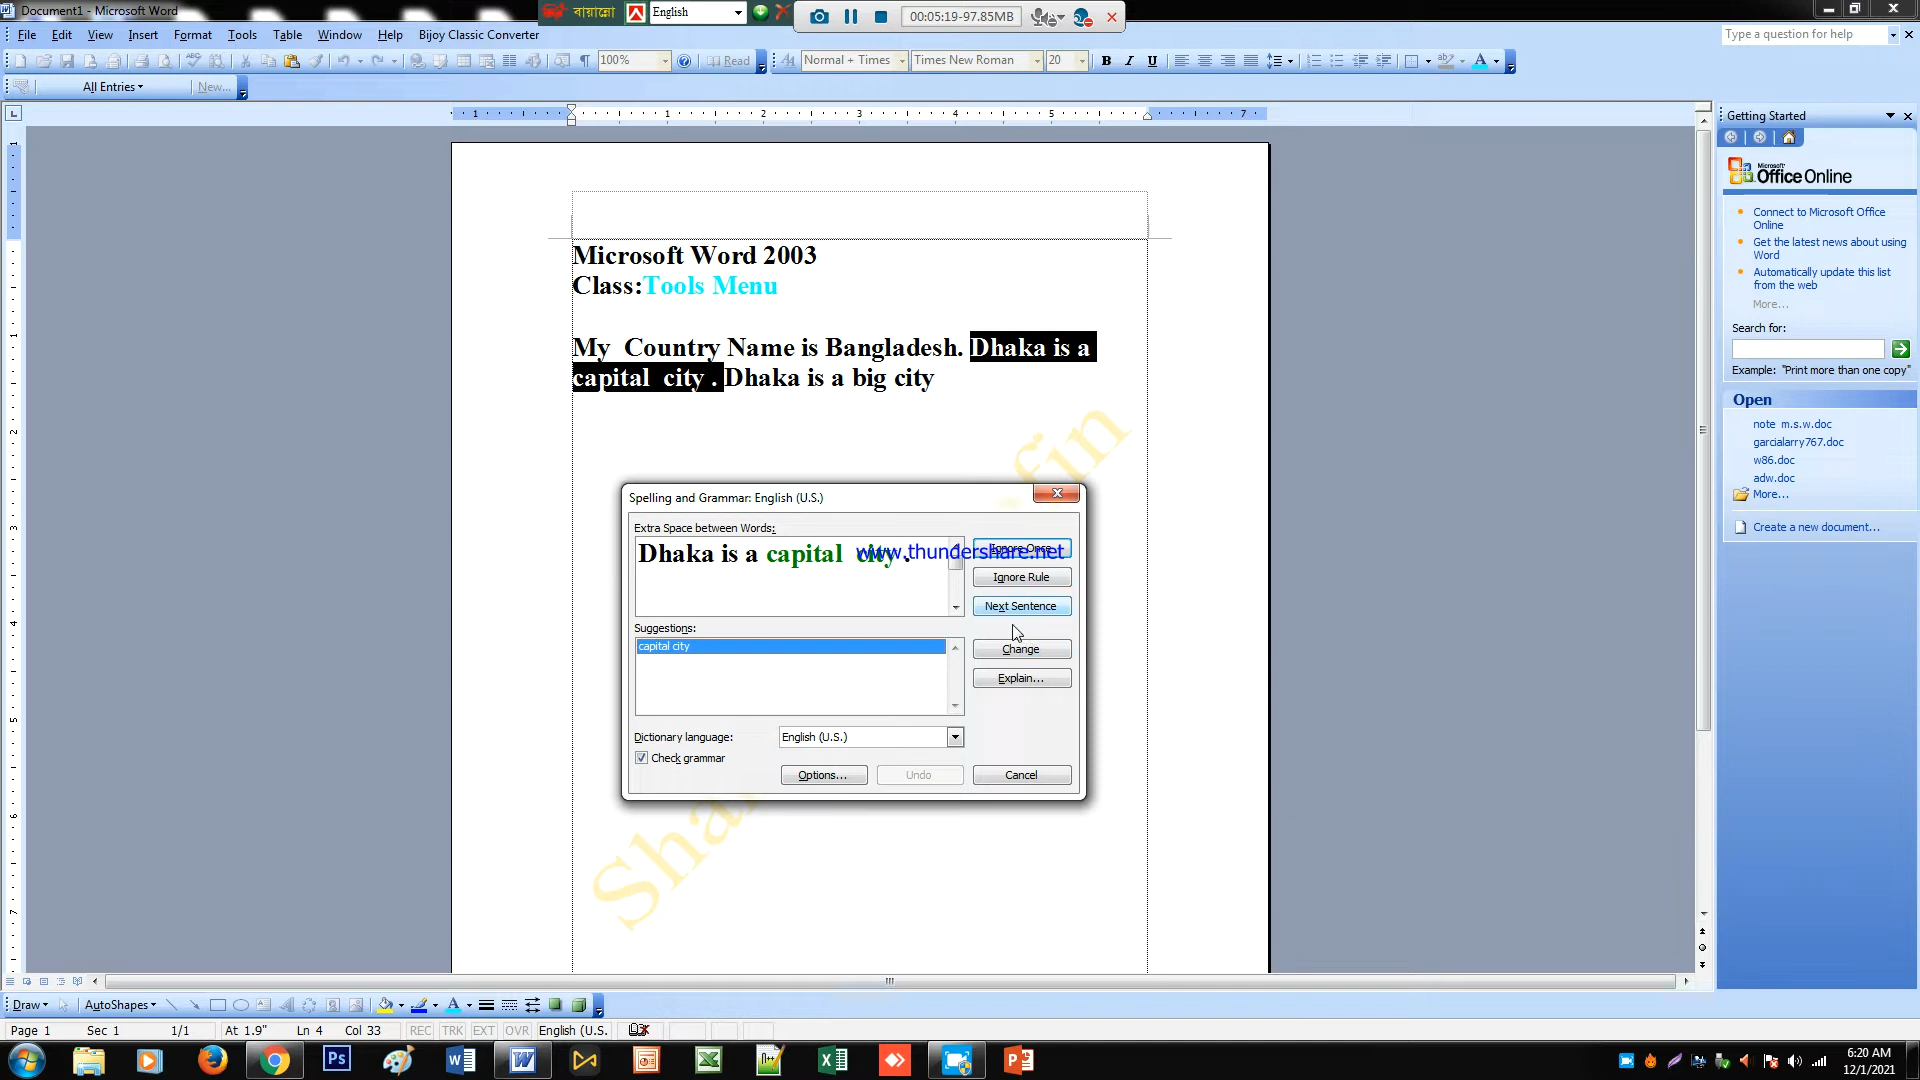 Document1 - Microsoft Word
বায়ান্নো
English
00:05:19-97.85MB
File Edit View Insert Format Tools Table Window Help Bijoy Classic Converter
Type a question for help
100%
Read
Normal + Times
Times New Roman
20
B I U
All Entries
New...
1 1 2 3 4 5 7
Getting Started
Microsoft
Office Online
Connect to Microsoft Office
Online
Get the latest news about using
Word
Automatically update this list
from the web
More...
Search for:
Example: "Print more than one copy"
Open
note m.s.w.doc
garcialarry767.doc
w86.doc
adw.doc
More...
Create a new document...
Microsoft Word 2003
Class:Tools Menu
My  Country Name is Bangladesh. Dhaka is a
capital  city . Dhaka is a big city
Spelling and Grammar: English (U.S.)
Extra Space between Words:
Dhaka is a capital  city .
www.thundershare.net
Ignore Once
Ignore Rule
Next Sentence
Suggestions:
capital city
Change
Explain...
Dictionary language:
English (U.S.)
Check grammar
Options...
Undo
Cancel
Draw
AutoShapes
Page 1 Sec 1 1/1 At 1.9" Ln 4 Col 33 REC TRK EXT OVR English (U.S.
6:20 AM
12/1/2021